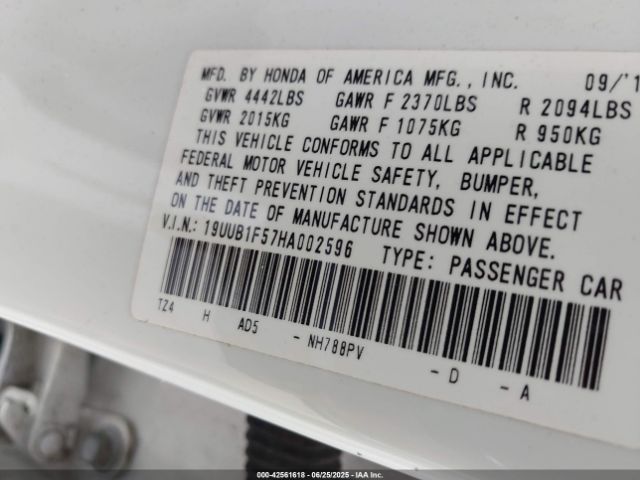 MFD. BY HONDA OF AMERICA MFG., INC. 09/'1
GVWR 4442LBS GAWR F 2370LBS R 2094LBS
GVWR 2015KG GAWR F 1075KG R 950KG
THIS VEHICLE CONFORMS TO ALL APPLICABLE
FEDERAL MOTOR VEHICLE SAFETY, BUMPER,
AND THEFT PREVENTION STANDARDS IN EFFECT
ON THE DATE OF MANUFACTURE SHOWN ABOVE.
V.I.N.: 19UUB1F57HA002596 TYPE: PASSENGER CAR
TZ4 H AD5 - NH788PV - D - A
000-42561618 | 06/25/2025 - IAA Inc.